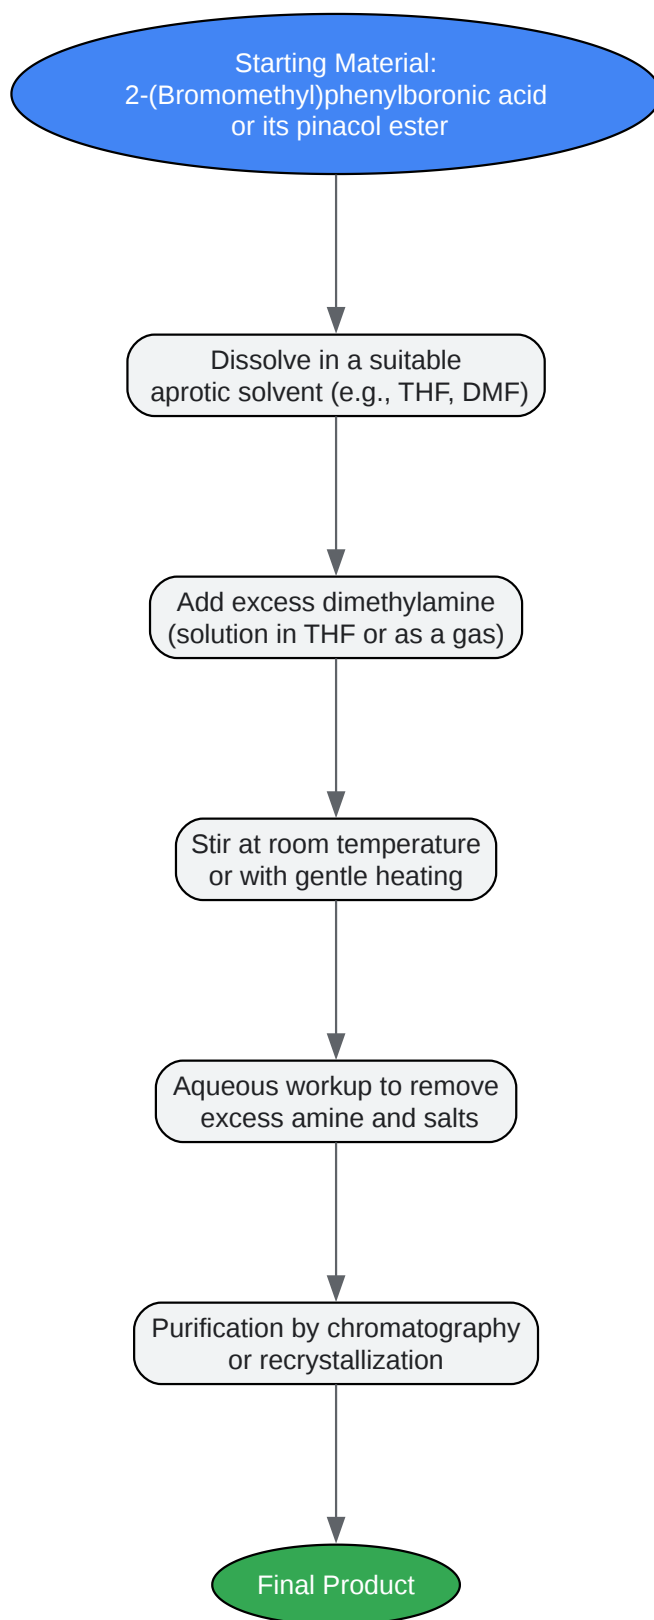 Starting Material:
2-(Bromomethyl)phenylboronic acid
or its pinacol ester
Dissolve in a suitable
aprotic solvent (e.g., THF, DMF)
Add excess dimethylamine
(solution in THF or as a gas)
Stir at room temperature
or with gentle heating
Aqueous workup to remove
excess amine and salts
Purification by chromatography
or recrystallization
Final Product